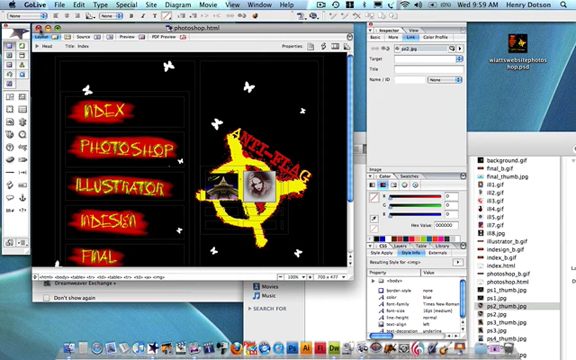 GoLive File Edit Type Special Site Diagram Movie View Window Help
Wed 9:59 AM Henry Dotson
photoshop.html
Layout Source Preview PDF Preview
Head Title Index Properties
INDEX
PHOTOSHOP
ILLUSTRATOR
INDESIGN
FINAL
ANTI-FLAG
100% 700 x 477
Inspector View
Basic More Link Color Profile
ps2.jpg
Target
Title
Name / ID None
Image
Color Swatches
R 0
G 0
B 0
Hex Value 000000
CSS Layers Table
Style Apply Style Info Externals
Resulting Style for <img>
Property
<body>
border-style none
color blue
font-family Times New Roman
font-size 16pt (medium)
line-height normal
text-align left
text-decoration underline
wiartswebsitephotos
hop.psd
background.gif
final_b.gif
final_thumb.jpg
ill3.gif
ill4.gif
ill5.gif
ill6.gif
ill7.gif
ill8.jpg
illustrator_b.gif
indesign_b.gif
index_b.gif
index.html
photoshop_b.gif
photoshop.html
ps1_thumb.jpg
ps1.jpg
ps2_thumb.jpg
ps2.jpg
ps3_thumb.jpg
ps3.jpg
ps4_thumb.jpg
Dreamweaver Exchange
Don't show again
Movies
Music
SEARCH FOR